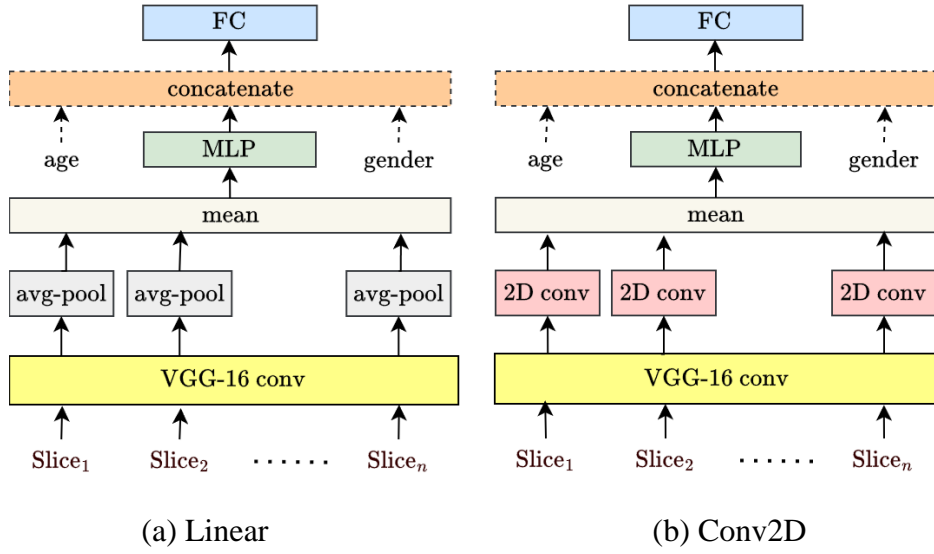 FC
concatenate
age
MLP
gender
mean
avg-pool avg-pool avg-pool
VGG-16 conv
Slice₁ Slice₂ ...... Sliceₙ
(a) Linear
FC
concatenate
age
MLP
gender
mean
2D conv 2D conv 2D conv
VGG-16 conv
Slice₁ Slice₂ ...... Sliceₙ
(b) Conv2D